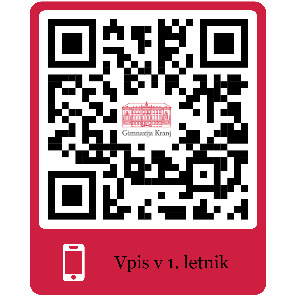 Gimnazija Kranj
Vpis v 1. letnik